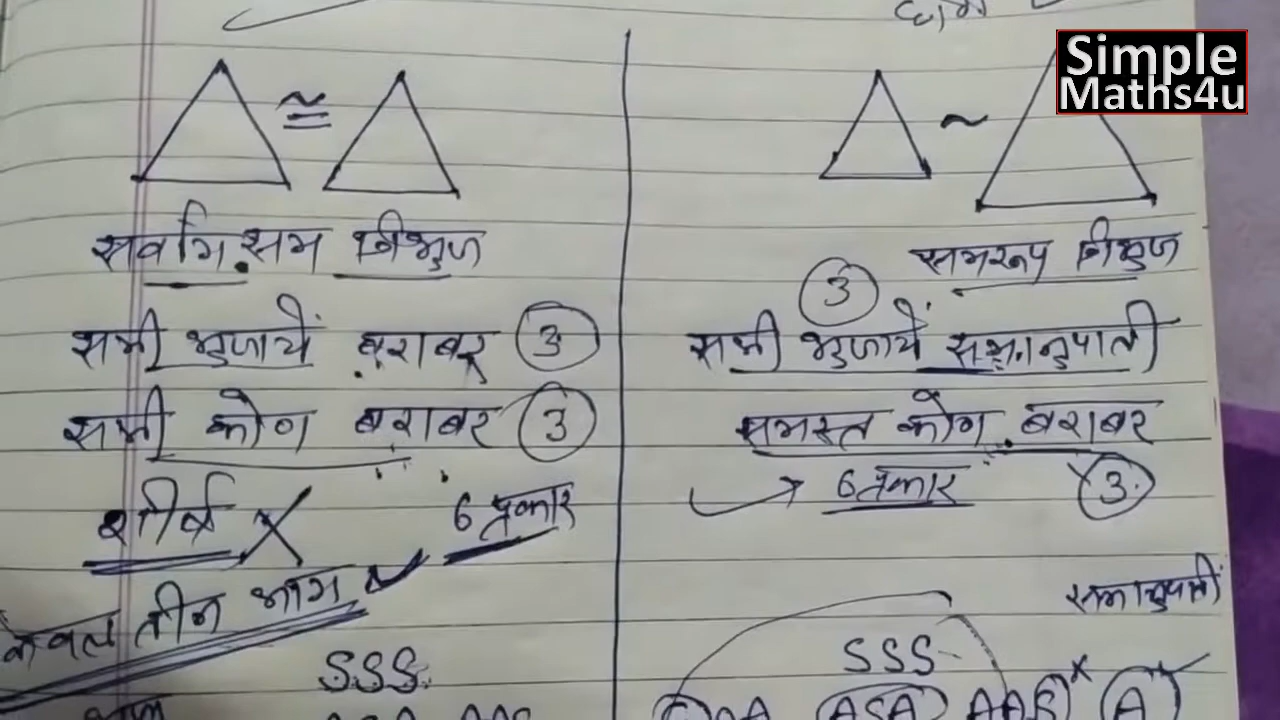 Simple
Maths4u
≅
~
सर्वांगसम त्रिभुज
सभी भुजायें बराबर 3
सभी कोण बराबर 3
शीर्ष X 6 प्रकार
केवल तीन भाग
SSS
समरूप त्रिभुज
3
सभी भुजायें समानुपाती
समस्त कोण बराबर
6 प्रकार 3
समानुपाती
SSS
ASA